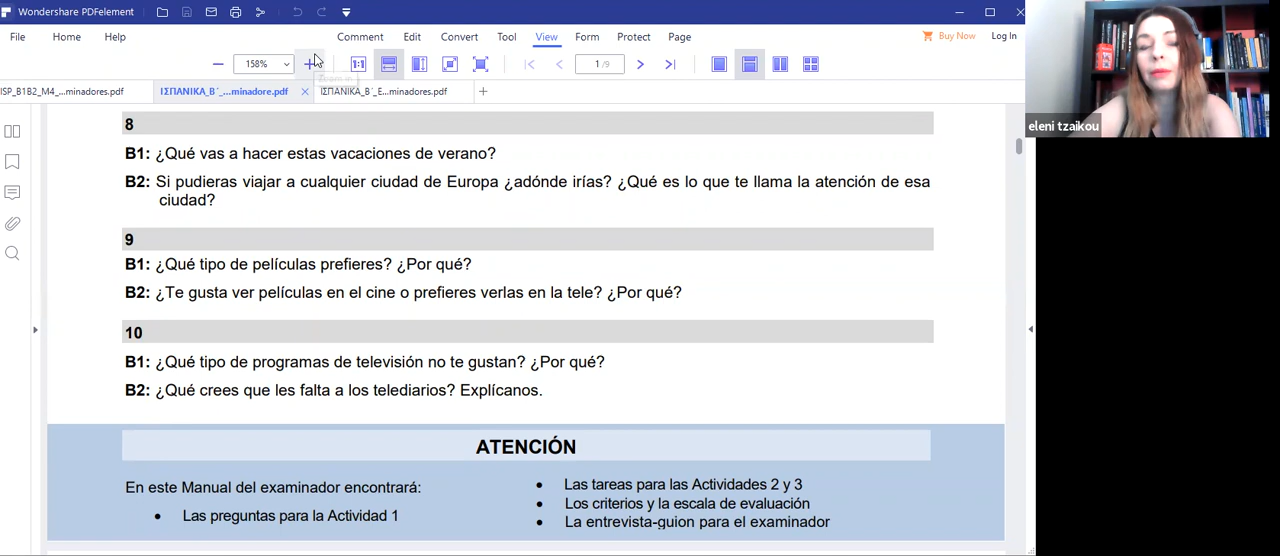 Wondershare PDFelement
File
Home
Help
Comment
Edit
Convert
Tool
View
Form
Protect
Page
Buy Now
Log In
158%
1 /9
Zoom In
ISP_B1B2_M4_...minadores.pdf
ΙΣΠΑΝΙΚΑ_Β΄_...minadore.pdf
ΙΣΠΑΝΙΚΑ_Β΄_Ε...minadores.pdf
eleni tzaikou
8
B1: ¿Qué vas a hacer estas vacaciones de verano?
B2: Si pudieras viajar a cualquier ciudad de Europa ¿adónde irías? ¿Qué es lo que te llama la atención de esa
ciudad?
9
B1: ¿Qué tipo de películas prefieres? ¿Por qué?
B2: ¿Te gusta ver películas en el cine o prefieres verlas en la tele? ¿Por qué?
10
B1: ¿Qué tipo de programas de televisión no te gustan? ¿Por qué?
B2: ¿Qué crees que les falta a los telediarios? Explícanos.
ATENCIÓN
En este Manual del examinador encontrará:
• Las preguntas para la Actividad 1
• Las tareas para las Actividades 2 y 3
• Los criterios y la escala de evaluación
• La entrevista-guion para el examinador